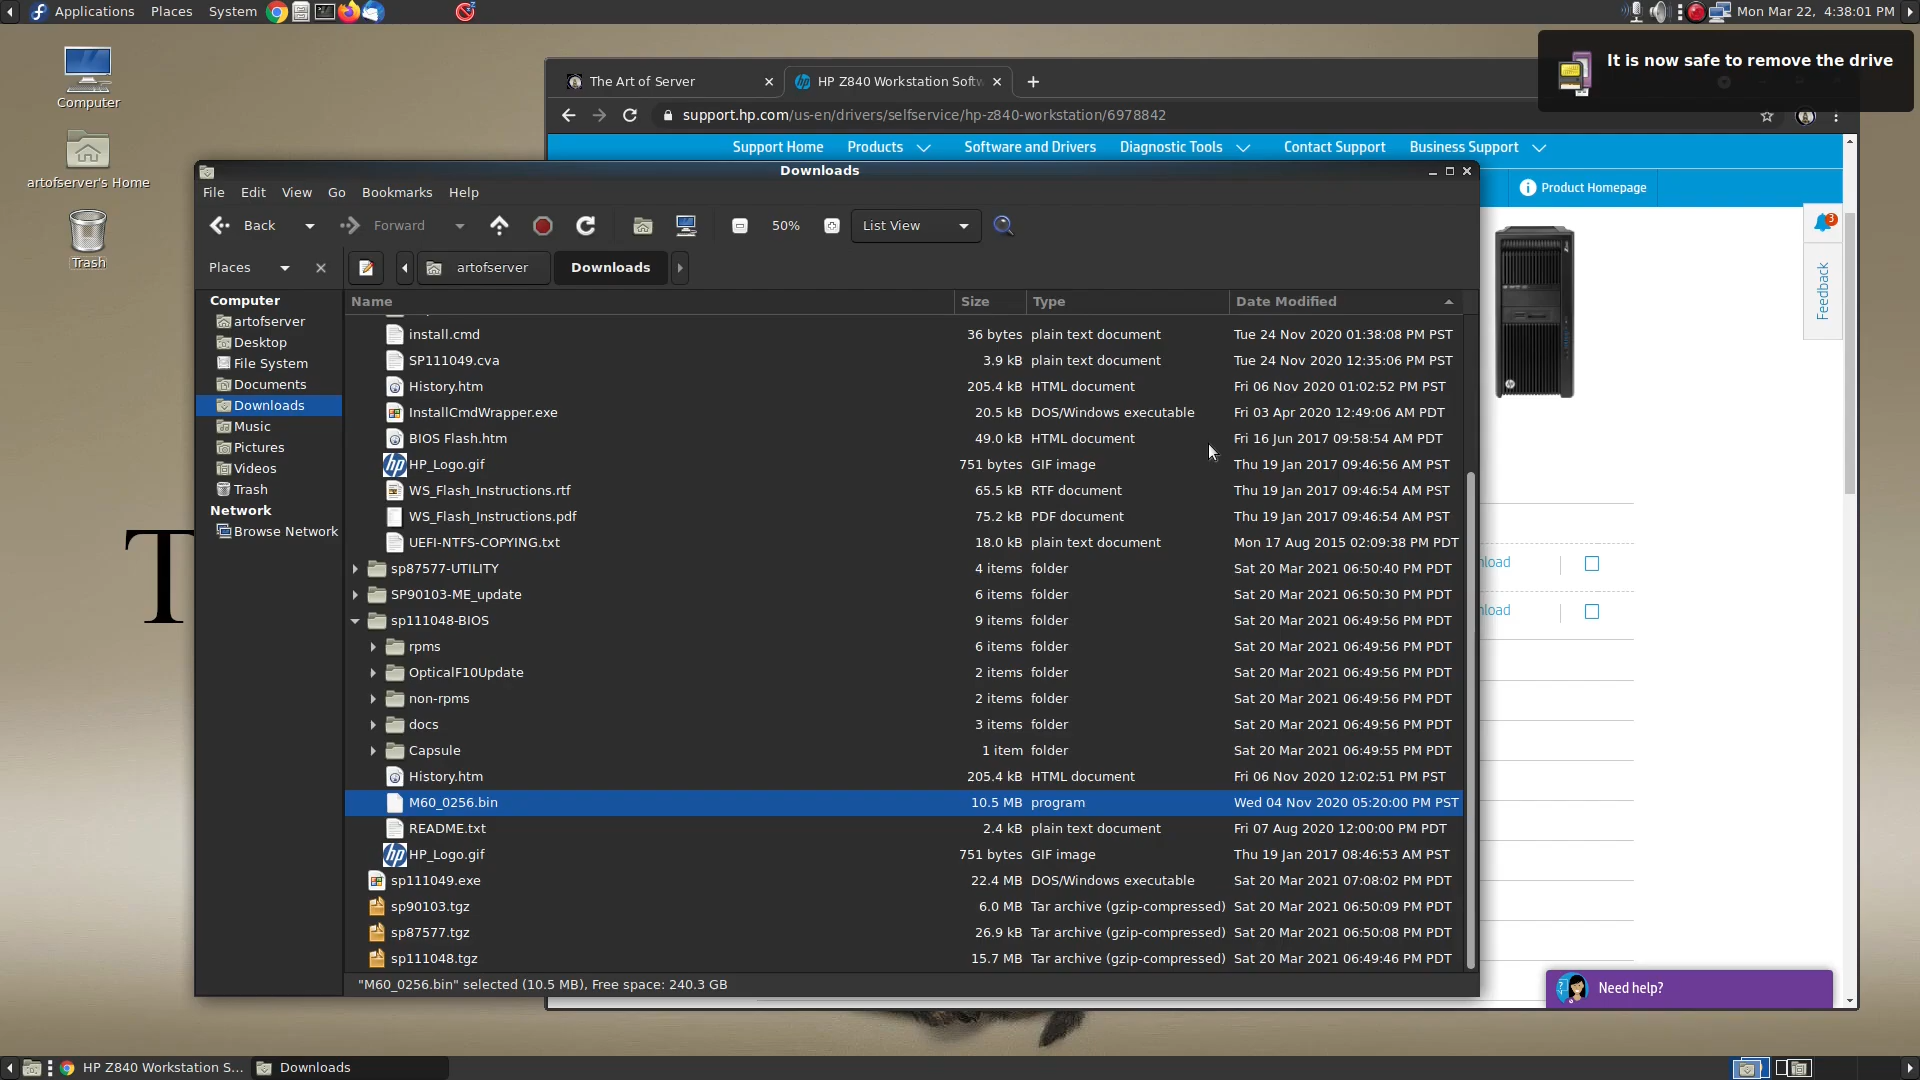 Applications Places System Mon Mar 22, 4:38:01 PM
It is now safe to remove the drive
Computer
artofserver's Home
Trash
T
The Art of Server HP Z840 Workstation Softw
support.hp.com/us-en/drivers/selfservice/hp-z840-workstation/6978842
Support Home Products Software and Drivers Diagnostic Tools Contact Support Business Support
Product Homepage
3
Feedback
nload
nload
Need help?
Downloads
File Edit View Go Bookmarks Help
Back Forward 50% List View
Places artofserver Downloads
Computer
artofserver
Desktop
File System
Documents
Downloads
Music
Pictures
Videos
Trash
Network
Browse Network
Name Size Type Date Modified
install.cmd 36 bytes plain text document Tue 24 Nov 2020 01:38:08 PM PST
SP111049.cva 3.9 kB plain text document Tue 24 Nov 2020 12:35:06 PM PST
History.htm 205.4 kB HTML document Fri 06 Nov 2020 01:02:52 PM PST
InstallCmdWrapper.exe 20.5 kB DOS/Windows executable Fri 03 Apr 2020 12:49:06 AM PDT
BIOS Flash.htm 49.0 kB HTML document Fri 16 Jun 2017 09:58:54 AM PDT
hp HP_Logo.gif 751 bytes GIF image Thu 19 Jan 2017 09:46:56 AM PST
WS_Flash_Instructions.rtf 65.5 kB RTF document Thu 19 Jan 2017 09:46:54 AM PST
WS_Flash_Instructions.pdf 75.2 kB PDF document Thu 19 Jan 2017 09:46:54 AM PST
UEFI-NTFS-COPYING.txt 18.0 kB plain text document Mon 17 Aug 2015 02:09:38 PM PDT
sp87577-UTILITY 4 items folder Sat 20 Mar 2021 06:50:40 PM PDT
SP90103-ME_update 6 items folder Sat 20 Mar 2021 06:50:30 PM PDT
sp111048-BIOS 9 items folder Sat 20 Mar 2021 06:49:56 PM PDT
rpms 6 items folder Sat 20 Mar 2021 06:49:56 PM PDT
OpticalF10Update 2 items folder Sat 20 Mar 2021 06:49:56 PM PDT
non-rpms 2 items folder Sat 20 Mar 2021 06:49:56 PM PDT
docs 3 items folder Sat 20 Mar 2021 06:49:56 PM PDT
Capsule 1 item folder Sat 20 Mar 2021 06:49:55 PM PDT
History.htm 205.4 kB HTML document Fri 06 Nov 2020 12:02:51 PM PST
M60_0256.bin 10.5 MB program Wed 04 Nov 2020 05:20:00 PM PST
README.txt 2.4 kB plain text document Fri 07 Aug 2020 12:00:00 PM PDT
hp HP_Logo.gif 751 bytes GIF image Thu 19 Jan 2017 08:46:53 AM PST
sp111049.exe 22.4 MB DOS/Windows executable Sat 20 Mar 2021 07:08:02 PM PDT
sp90103.tgz 6.0 MB Tar archive (gzip-compressed) Sat 20 Mar 2021 06:50:09 PM PDT
sp87577.tgz 26.9 kB Tar archive (gzip-compressed) Sat 20 Mar 2021 06:50:08 PM PDT
sp111048.tgz 15.7 MB Tar archive (gzip-compressed) Sat 20 Mar 2021 06:49:46 PM PDT
"M60_0256.bin" selected (10.5 MB), Free space: 240.3 GB
HP Z840 Workstation S... Downloads